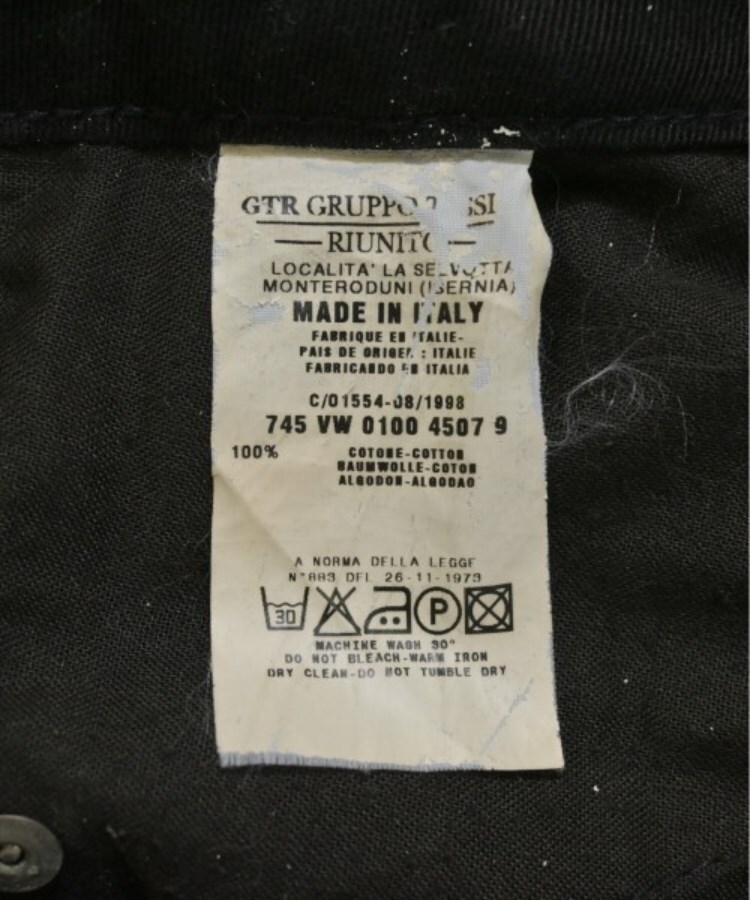 GTR GRUPPO
RIUNITO
LOCALITA' LA SELVOTTA
MONTERODUNI (ISERNIA)
MADE IN ITALY
FABRIQUE EN ITALIE-
PAIS DE ORIGEN : ITALIE
FABRICANDO EN ITALIA
C/01554-08/1998
745 VW 0100 4507 9
100% COTONE-COTTON
BAUMWOLLE-COTON
ALGODON-ALGODAO
A NORMA DELLA LEGGE
N°883 DEL 26-11-1973
30 P
MACHINE WASH 30°
DO NOT BLEACH-WARM IRON
DRY CLEAN-DO NOT TUMBLE DRY